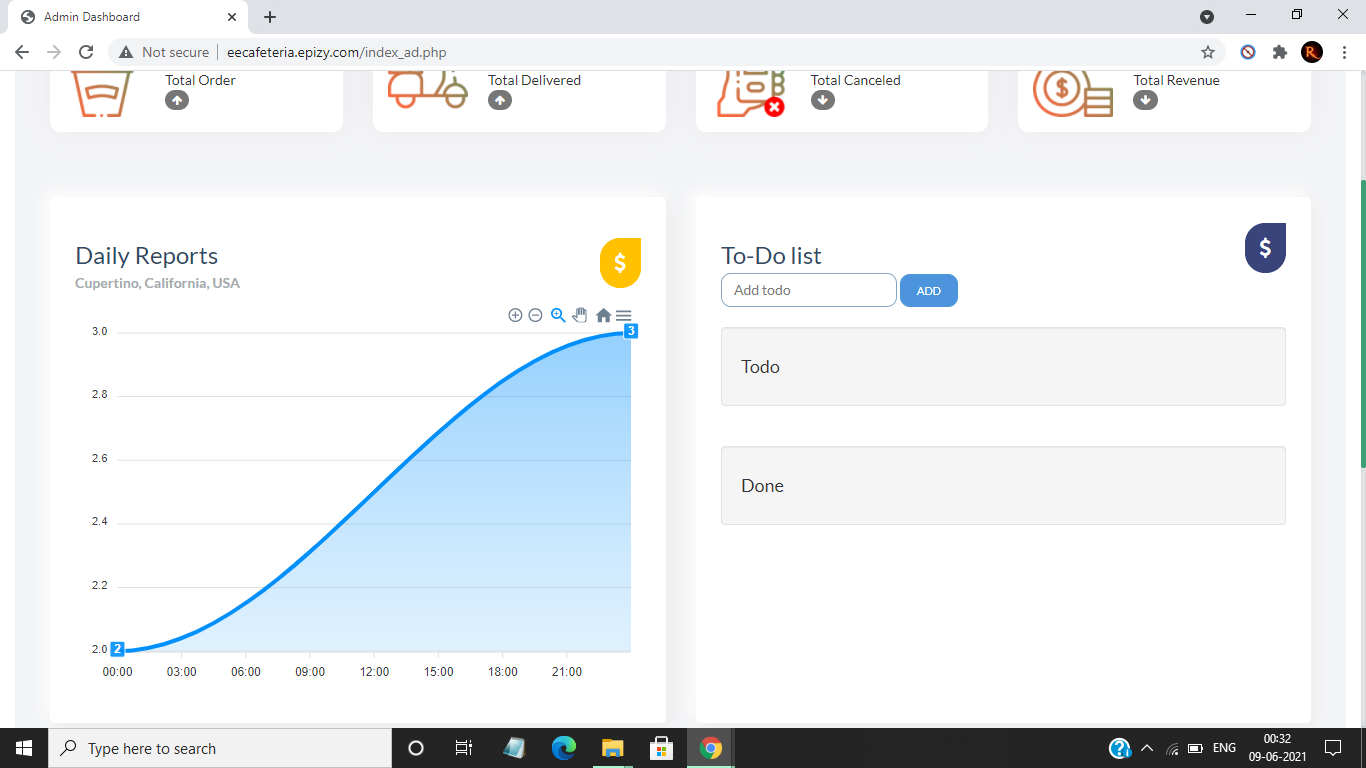 Admin Dashboard
Not secure
eecafeteria.epizy.com/index_ad.php
R
Total Order
Total Delivered
Total Canceled
Total Revenue
$
Daily Reports
$
Cupertino, California, USA
To-Do list
$
Add todo
ADD
3.0
3
2.8
2.6
2.4
2.2
2.0
2
00:00
03:00
06:00
09:00
12:00
15:00
18:00
21:00
Todo
Done
Type here to search
ENG
00:32
09-06-2021